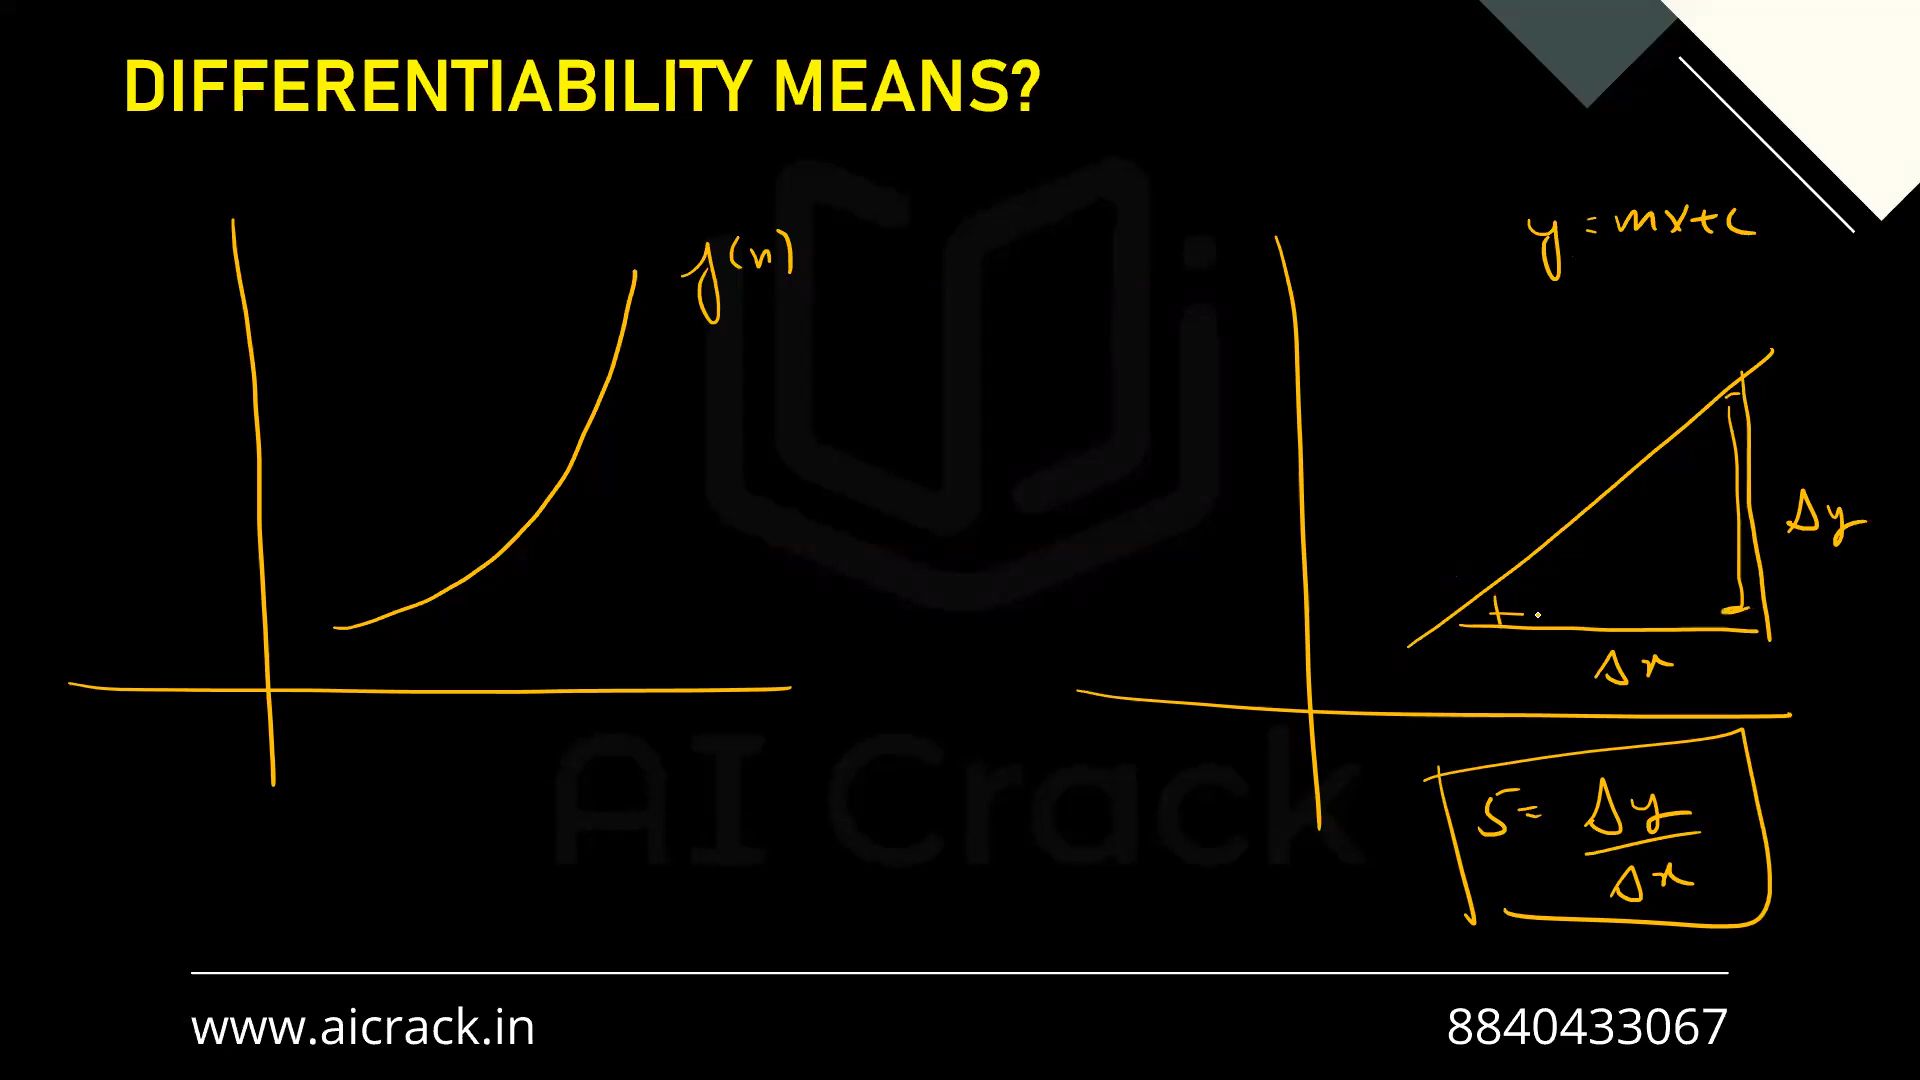 DIFFERENTIABILITY MEANS?
y = mx+c
f(x)
Δy
Δx
S = Δy
Δx
AI Crack
www.aicrack.in
8840433067